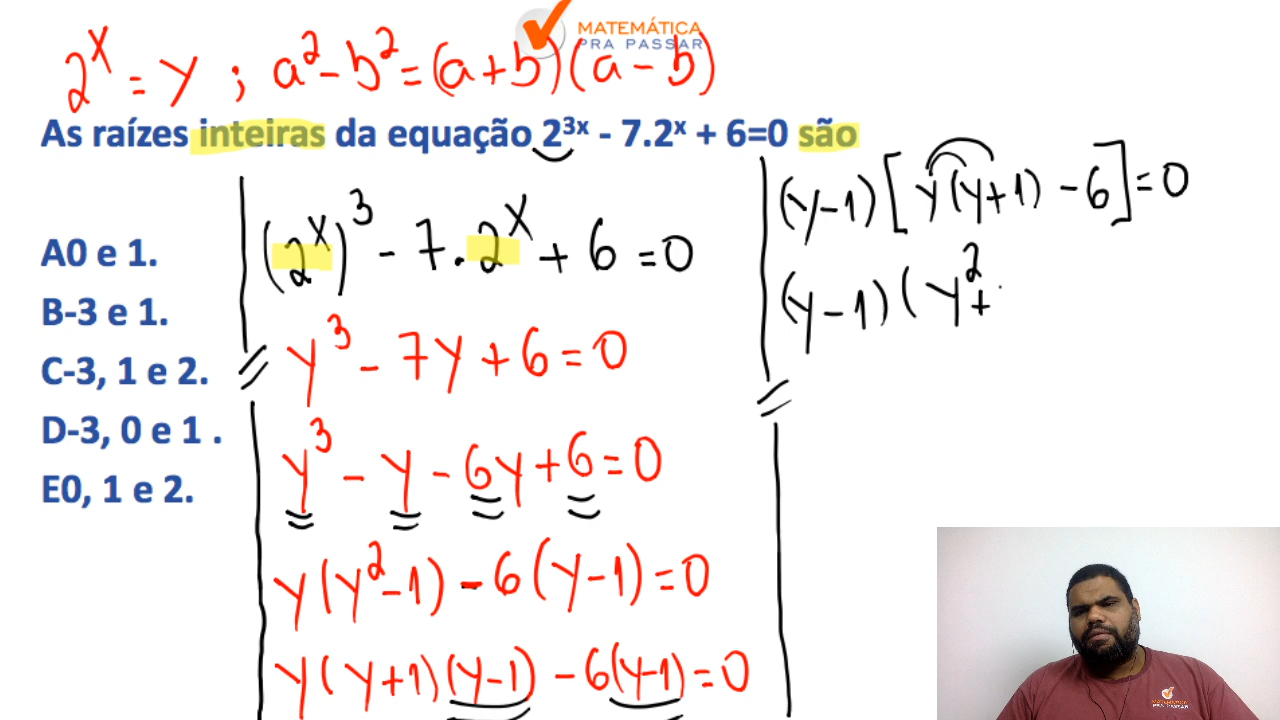 MATEMÁTICA
PRA PASSAR
2^x = y ; a² - b² = (a + b)(a - b)
As raízes inteiras da equação 2³ˣ - 7.2ˣ + 6=0 são
A0 e 1.
B-3 e 1.
C-3, 1 e 2.
D-3, 0 e 1 .
E0, 1 e 2.
(2^x)³ - 7 . 2^x + 6 = 0
y³ - 7y + 6 = 0
y³ - y - 6y + 6 = 0
y(y² - 1) - 6(y - 1) = 0
y(y + 1)(y - 1) - 6(y - 1) = 0
(y - 1)[y(y + 1) - 6] = 0
(y - 1)(y² +